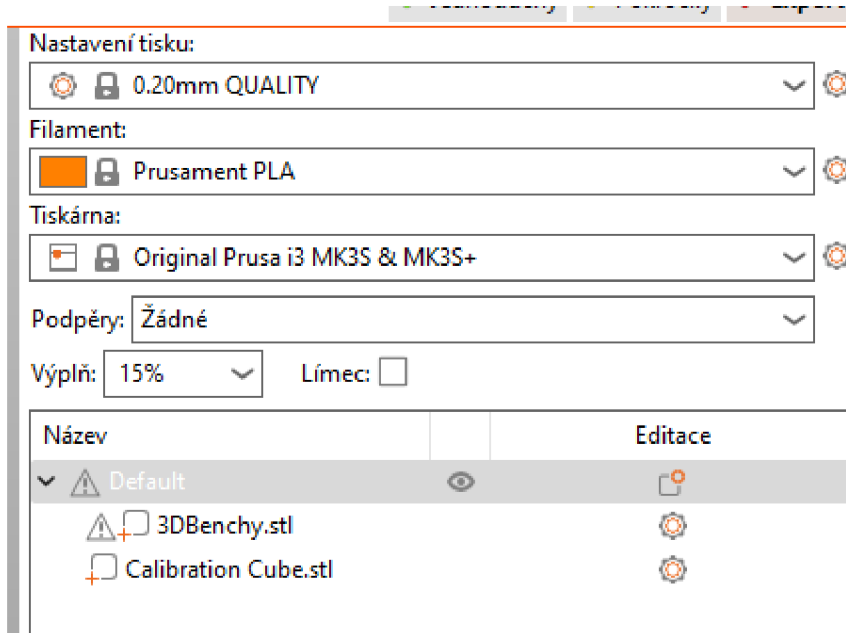 Nastavení tisku:
0.20mm QUALITY
Filament:
Prusament PLA
Tiskárna:
Original Prusa i3 MK3S & MK3S+
Podpěry: Žádné
Výplň: 15% Límec:
Název Editace
Default
3DBenchy.stl
Calibration Cube.stl